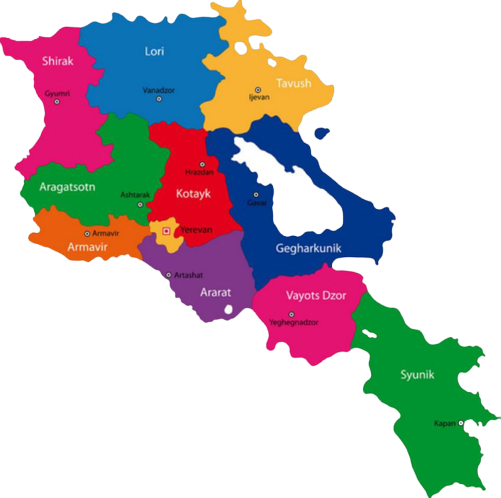 Lori
Shirak
Tavush
Vanadzor
Gyumri
Ijevan
Hrazdan
Aragatsotn
Ashtarak
Kotayk
Gavar
Yerevan
Armavir
Armavir
Gegharkunik
Artashat
Ararat
Vayots Dzor
Yeghegnadzor
Syunik
Kapan